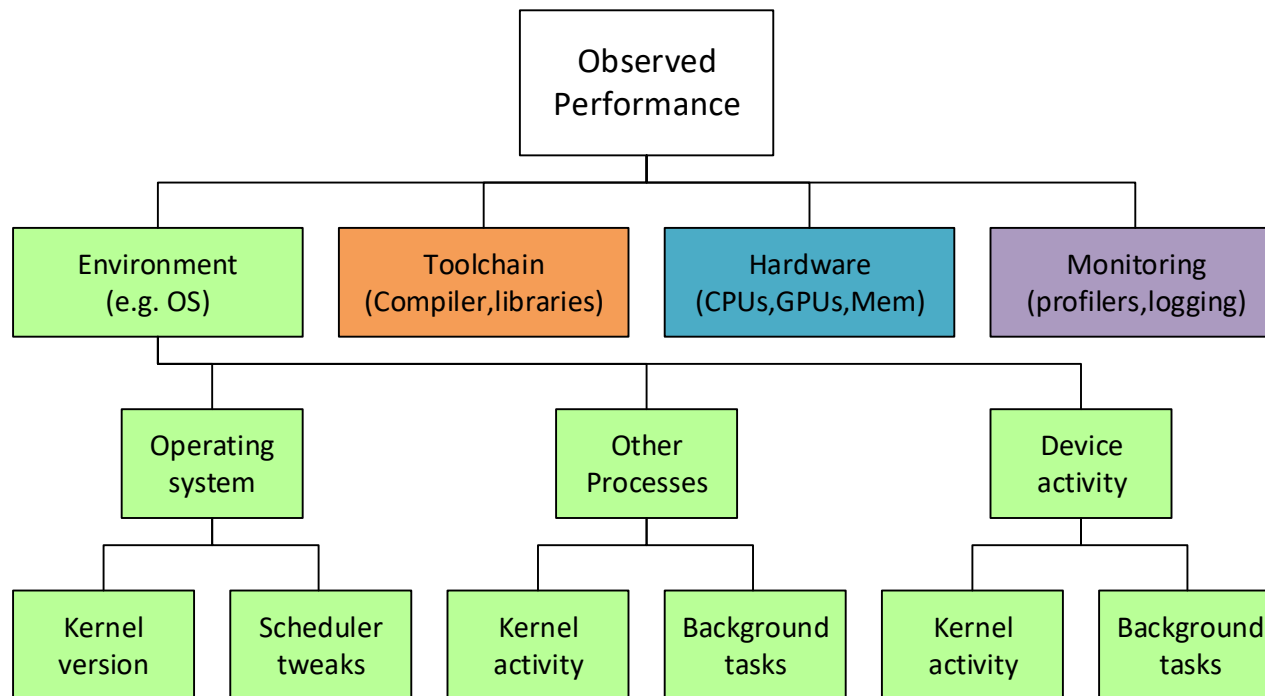 Observed
Performance
Environment
(e.g. OS)
Toolchain
(Compiler,libraries)
Hardware
(CPUs,GPUs,Mem)
Monitoring
(profilers,logging)
Operating
system
Other
Processes
Device
activity
Kernel
version
Scheduler
tweaks
Kernel
activity
Background
tasks
Kernel
activity
Background
tasks